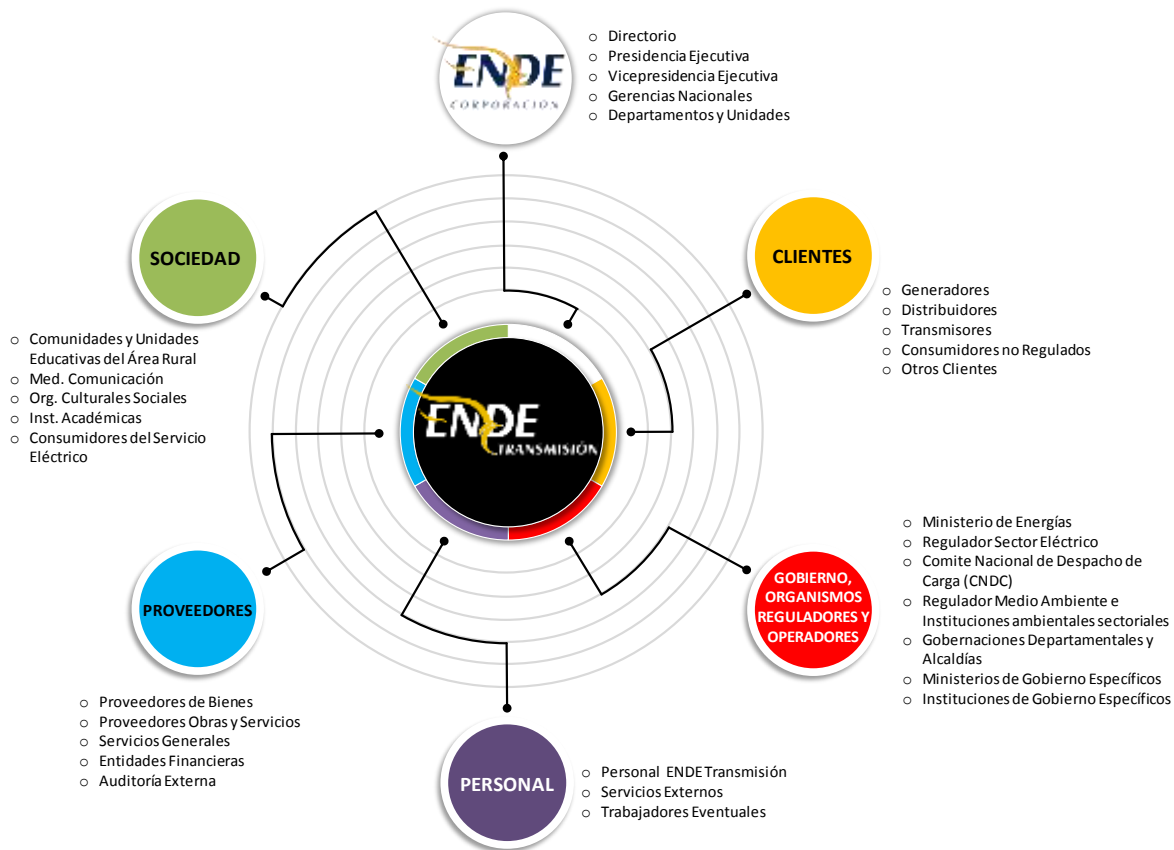 ENDE
CORPORACIÓN
o Directorio
o Presidencia Ejecutiva
o Vicepresidencia Ejecutiva
o Gerencias Nacionales
o Departamentos y Unidades
SOCIEDAD
o Comunidades y Unidades
Educativas del Área Rural
o Med. Comunicación
o Org. Culturales Sociales
o Inst. Académicas
o Consumidores del Servicio
Eléctrico
CLIENTES
o Generadores
o Distribuidores
o Transmisores
o Consumidores no Regulados
o Otros Clientes
ENDE
TRANSMISIÓN
PROVEEDORES
o Proveedores de Bienes
o Proveedores Obras y Servicios
o Servicios Generales
o Entidades Financieras
o Auditoría Externa
GOBIERNO,
ORGANISMOS
REGULADORES Y
OPERADORES
o Ministerio de Energías
o Regulador Sector Eléctrico
o Comite Nacional de Despacho de
Carga (CNDC)
o Regulador Medio Ambiente e
Instituciones ambientales sectoriales
o Gobernaciones Departamentales y
Alcaldías
o Ministerios de Gobierno Específicos
o Instituciones de Gobierno Específicos
PERSONAL
o Personal ENDE Transmisión
o Servicios Externos
o Trabajadores Eventuales